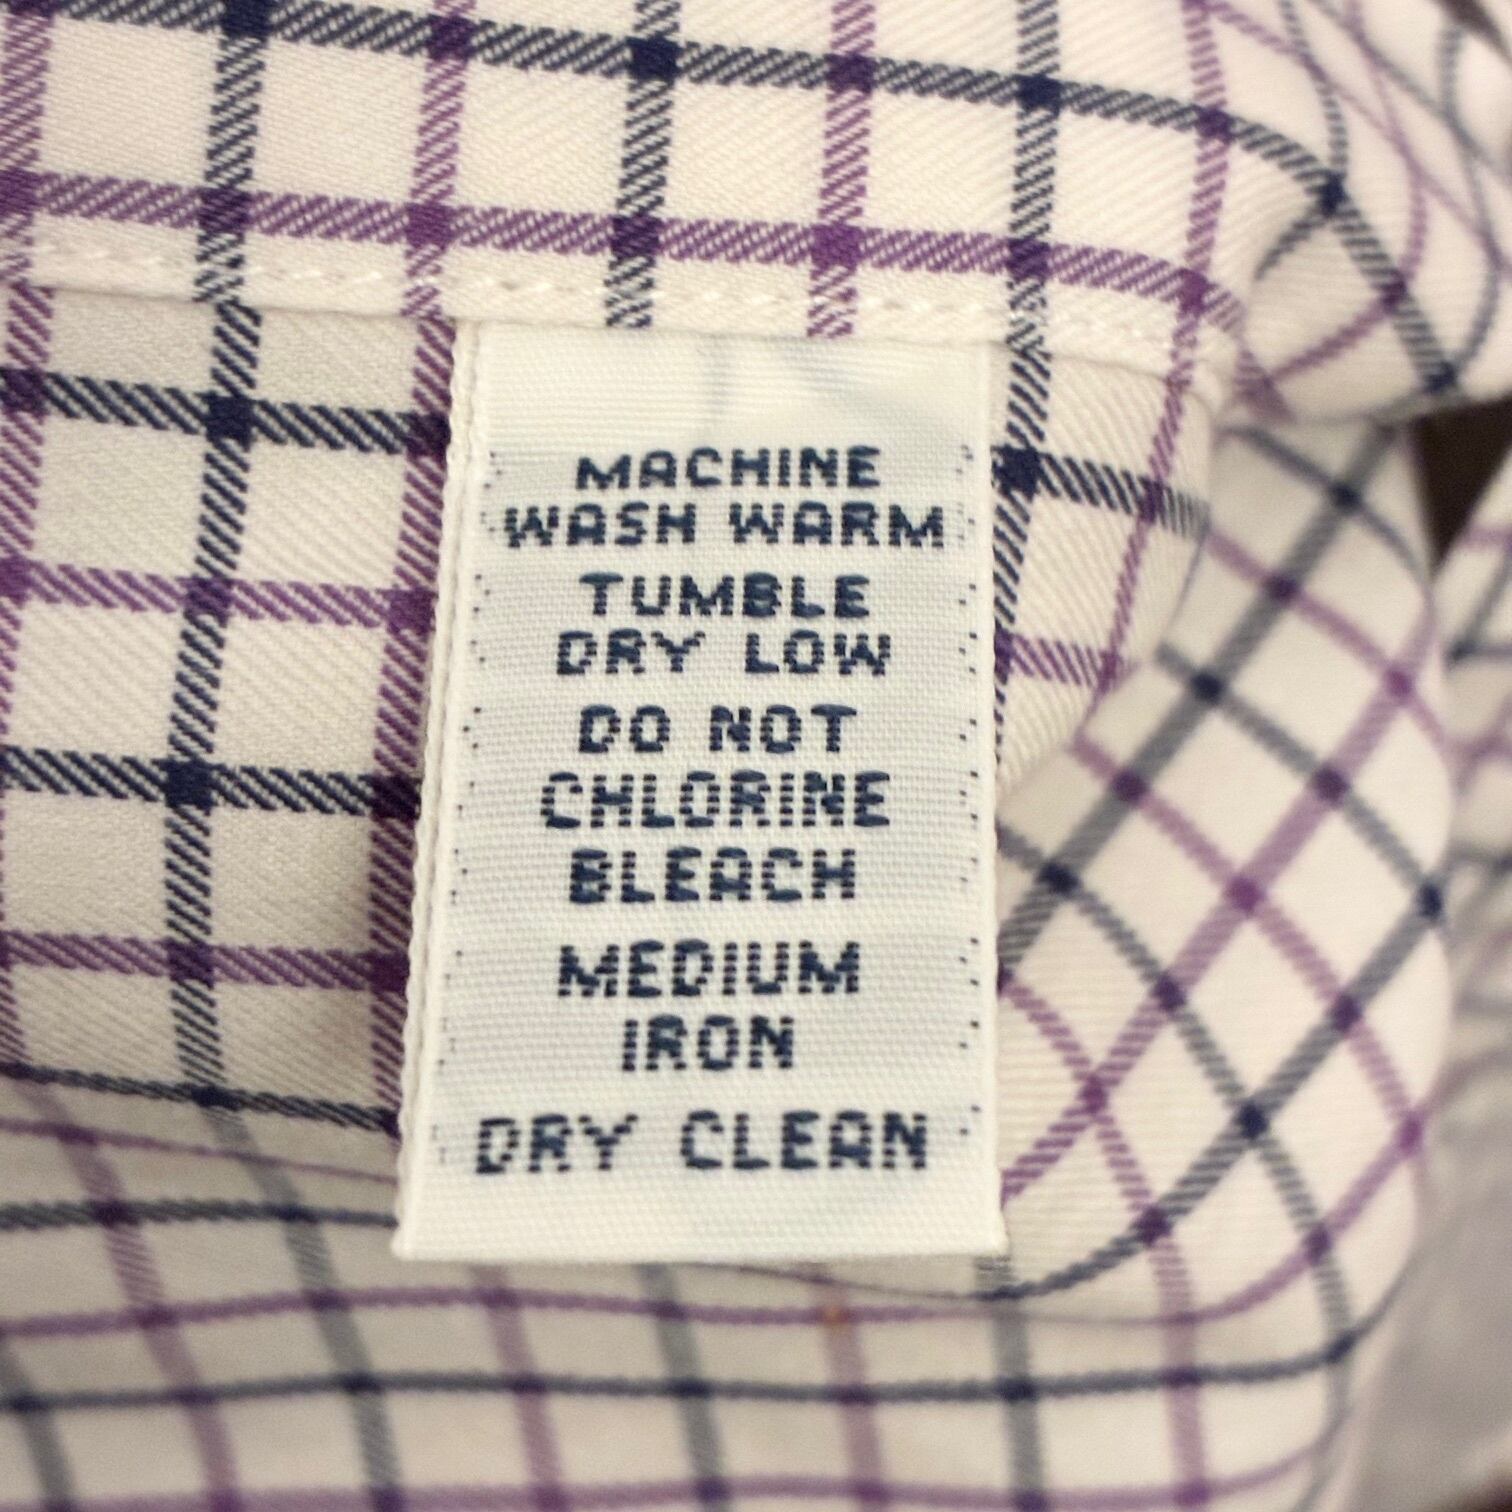 MACHINE
WASH WARM
TUMBLE
DRY LOW
DO NOT
CHLORINE
BLEACH
MEDIUM
IRON
DRY CLEAN